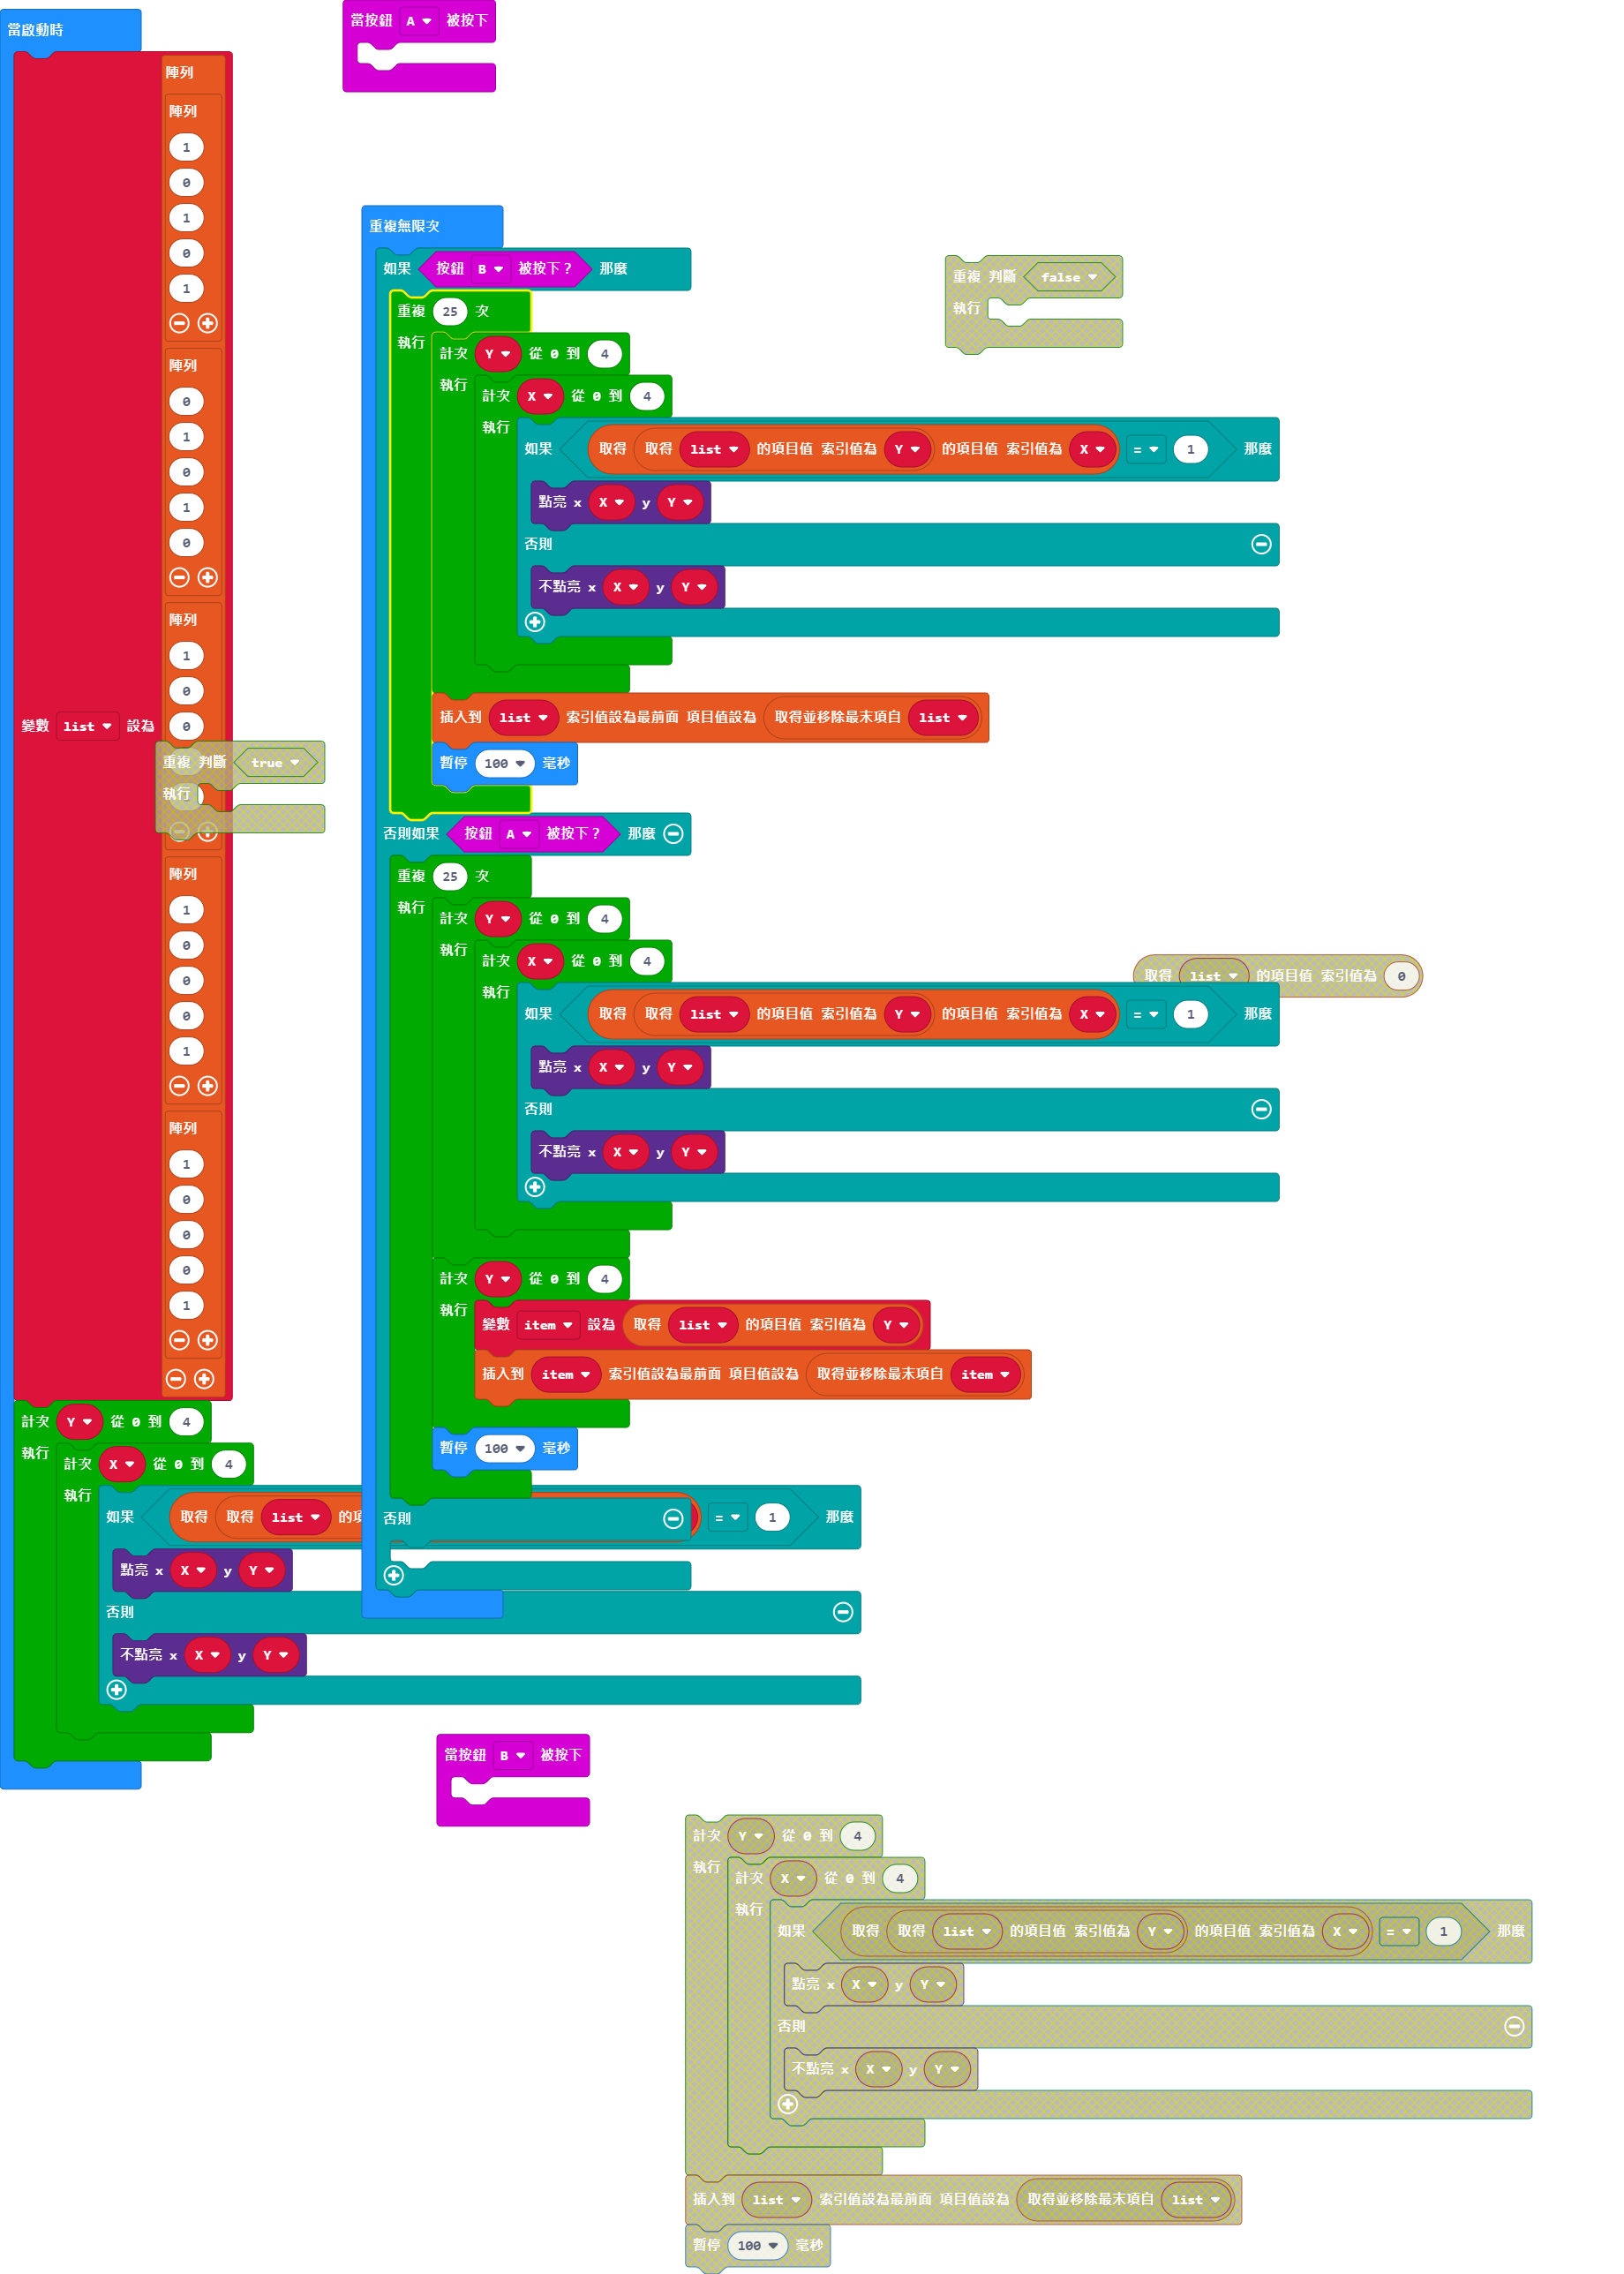 當啟動時
變數 list 設為
陣列
陣列
1
0
1
0
1
陣列
0
1
0
1
0
陣列
1
0
0
陣列
1
0
0
0
1
陣列
1
0
0
0
1
計次 Y 從 0 到 4
執行
計次 X 從 0 到 4
執行
如果 取得 取得 list 的項 = 1 那麼
點亮 x X y Y
否則
不點亮 x X y Y
當按鈕 A 被按下
重複 判斷 true
執行
重複無限次
如果 按鈕 B 被按下? 那麼
重複 25 次
執行
計次 Y 從 0 到 4
執行
計次 X 從 0 到 4
執行
如果 取得 取得 list 的項目值 索引值為 Y 的項目值 索引值為 X = 1 那麼
點亮 x X y Y
否則
不點亮 x X y Y
插入到 list 索引值設為最前面 項目值設為 取得並移除最末項自 list
暫停 100 毫秒
否則如果 按鈕 A 被按下? 那麼
重複 25 次
執行
計次 Y 從 0 到 4
執行
計次 X 從 0 到 4
執行
如果 取得 取得 list 的項目值 索引值為 Y 的項目值 索引值為 X = 1 那麼
點亮 x X y Y
否則
不點亮 x X y Y
計次 Y 從 0 到 4
執行
變數 item 設為 取得 list 的項目值 索引值為 Y
插入到 item 索引值設為最前面 項目值設為 取得並移除最末項自 item
暫停 100 毫秒
否則
重複 判斷 false
執行
取得 list 的項目值 索引值為 0
當按鈕 B 被按下
計次 Y 從 0 到 4
執行
計次 X 從 0 到 4
執行
如果 取得 取得 list 的項目值 索引值為 Y 的項目值 索引值為 X = 1 那麼
點亮 x X y Y
否則
不點亮 x X y Y
插入到 list 索引值設為最前面 項目值設為 取得並移除最末項自 list
暫停 100 毫秒